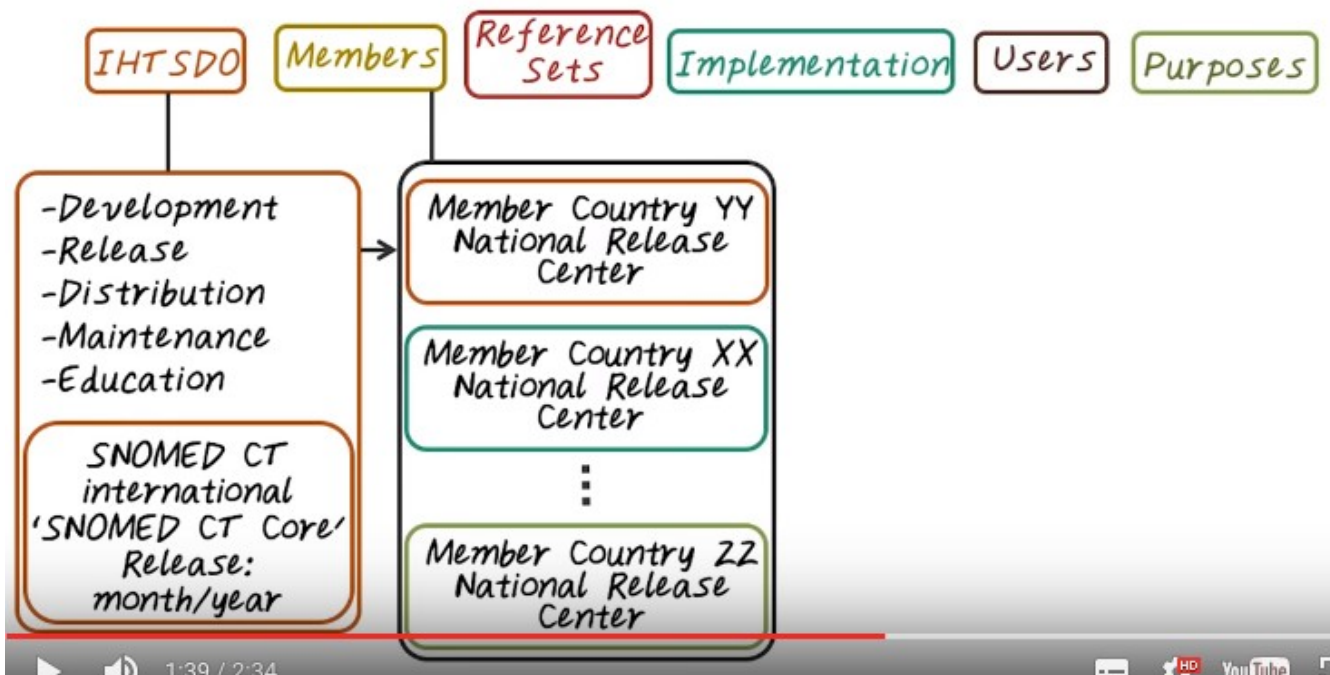 IHTSDO
Members
Reference
Sets
Implementation
Users
Purposes
-Development
-Release
-Distribution
-Maintenance
-Education
SNOMED CT
international
'SNOMED CT Core'
Release:
month/year
Member Country YY
National Release
Center
Member Country XX
National Release
Center
Member Country ZZ
National Release
Center
1:39 / 2:34
HD
YouTube